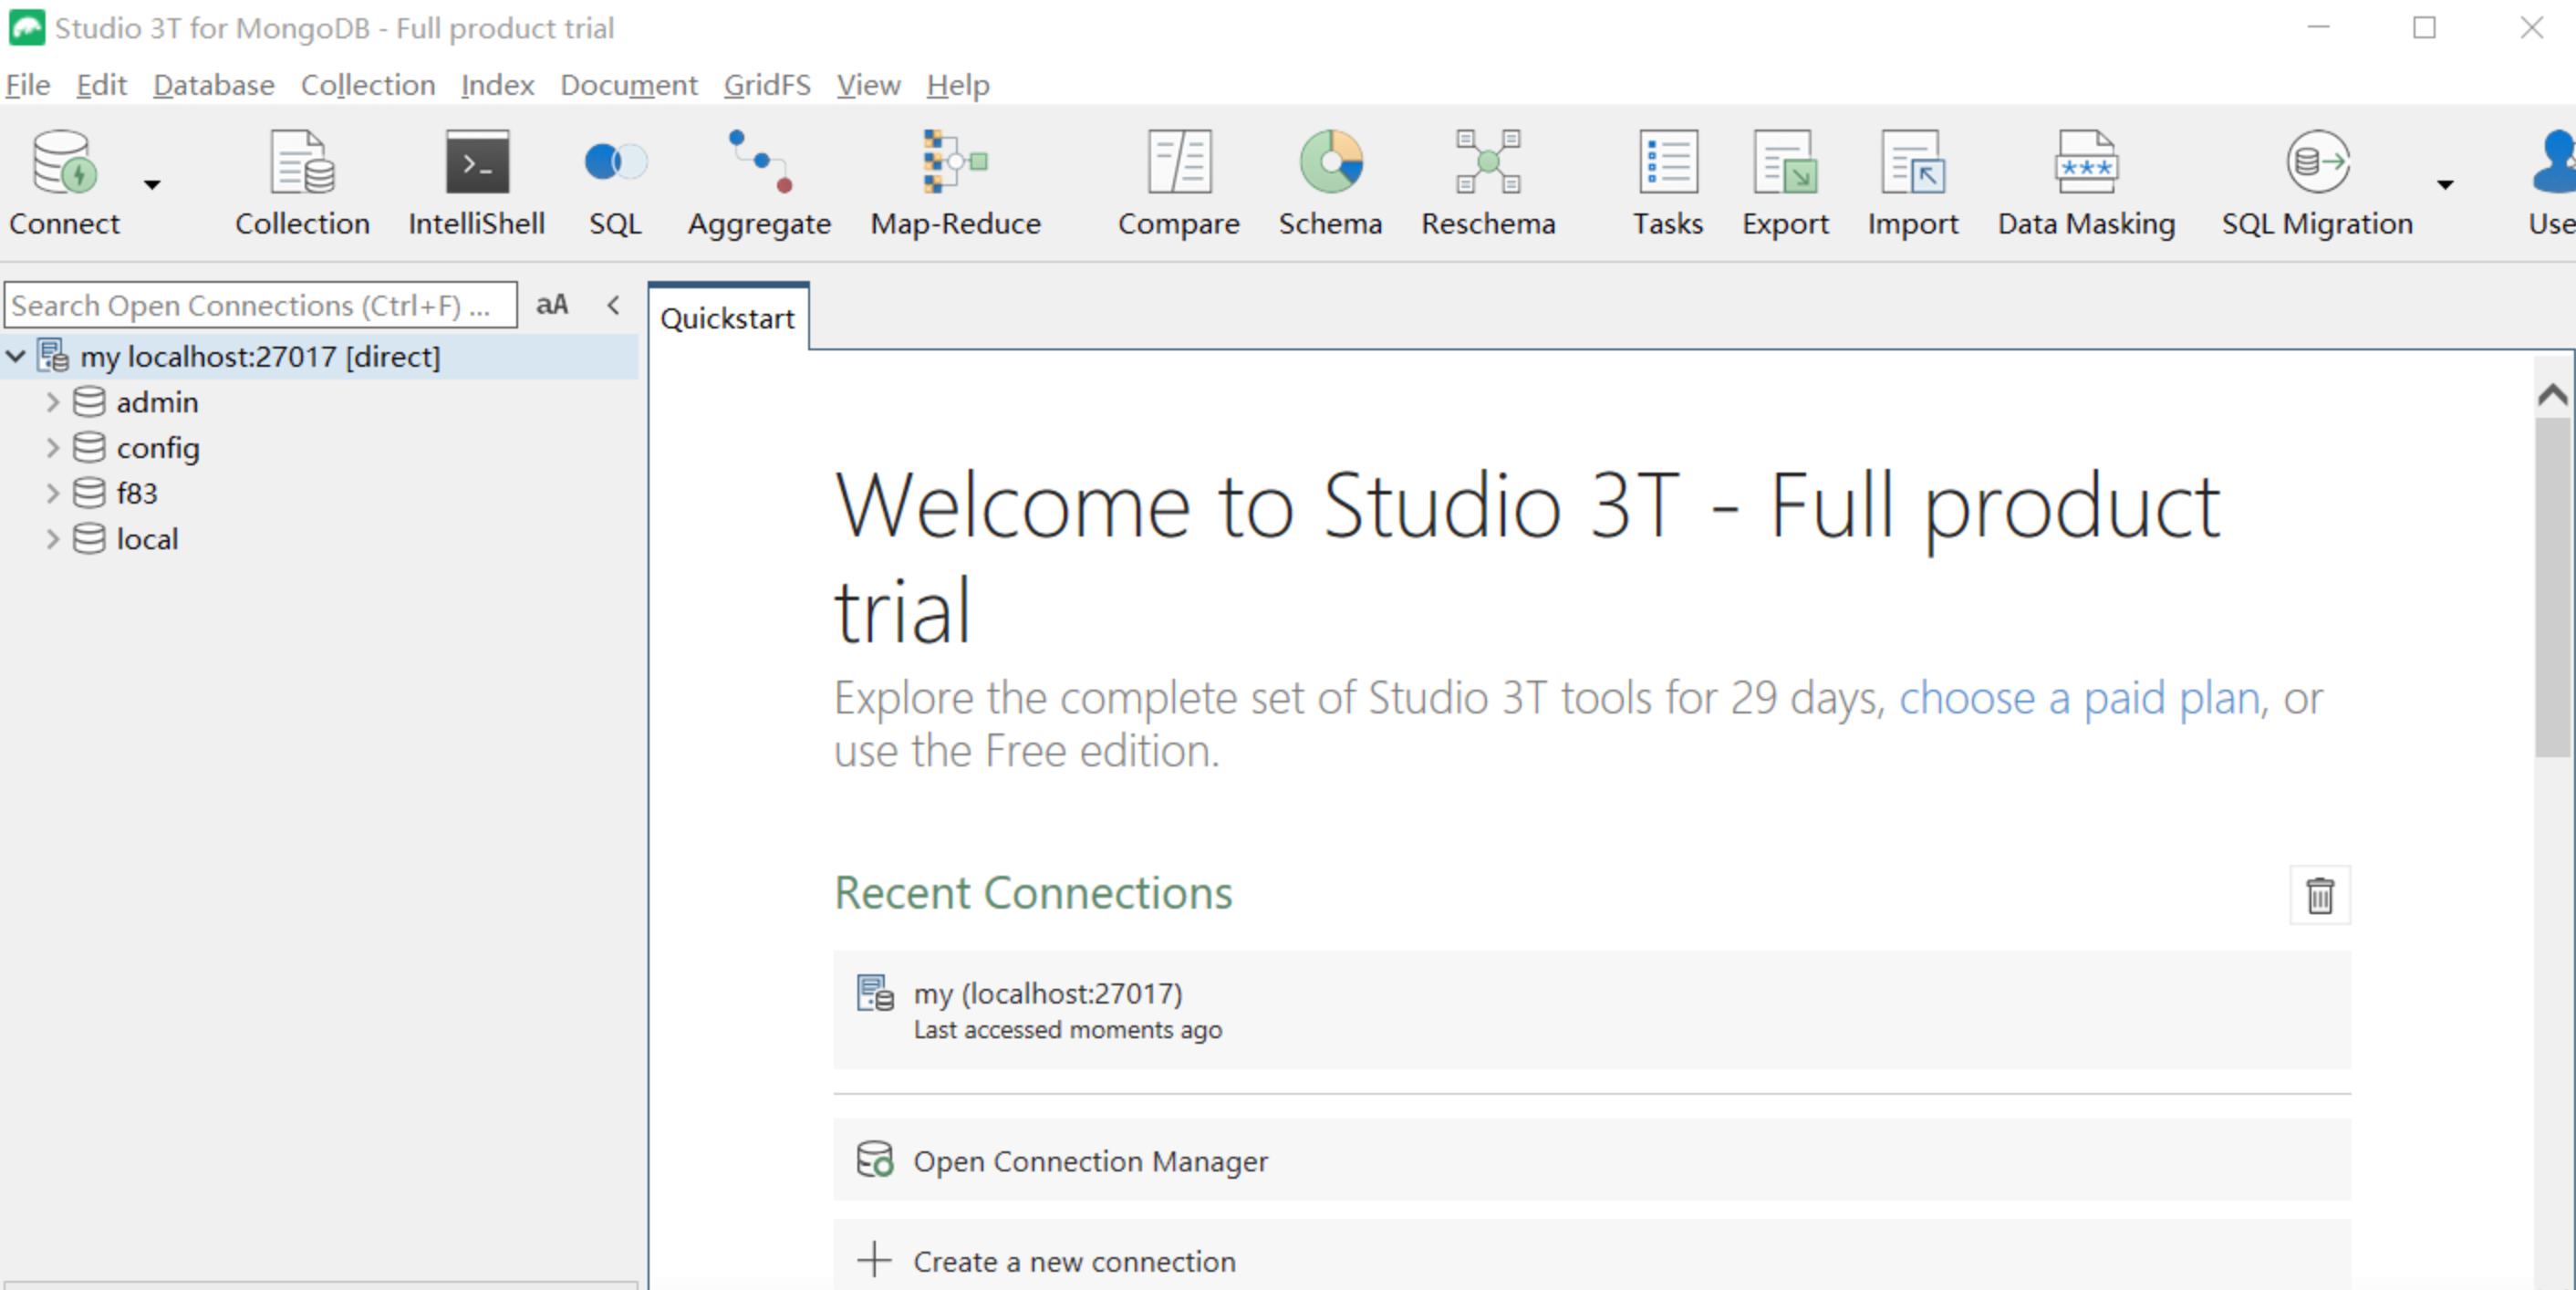 Studio 3T for MongoDB - Full product trial
File Edit Database Collection Index Document GridFS View Help
Connect Collection IntelliShell SQL Aggregate Map-Reduce Compare Schema Reschema Tasks Export Import Data Masking SQL Migration Use
Search Open Connections (Ctrl+F) ... aA
Quickstart
my localhost:27017 [direct]
admin
config
f83
local
Welcome to Studio 3T - Full product
trial
Explore the complete set of Studio 3T tools for 29 days, choose a paid plan, or
use the Free edition.
Recent Connections
my (localhost:27017)
Last accessed moments ago
Open Connection Manager
Create a new connection